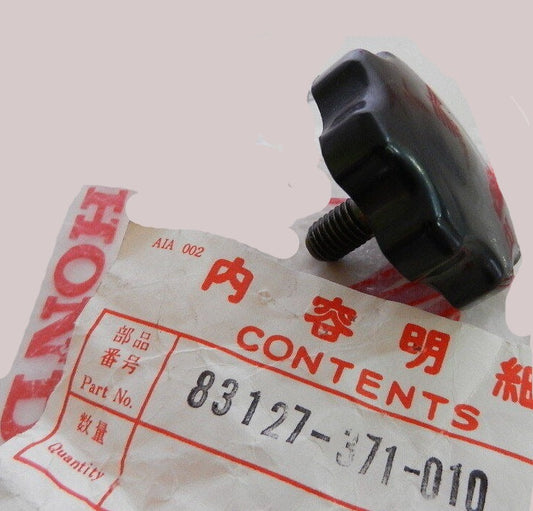 HOND
AIA 002
内容明細
CONTENTS
部品
番号
Part No.
83127-371-010
数量
Quantity